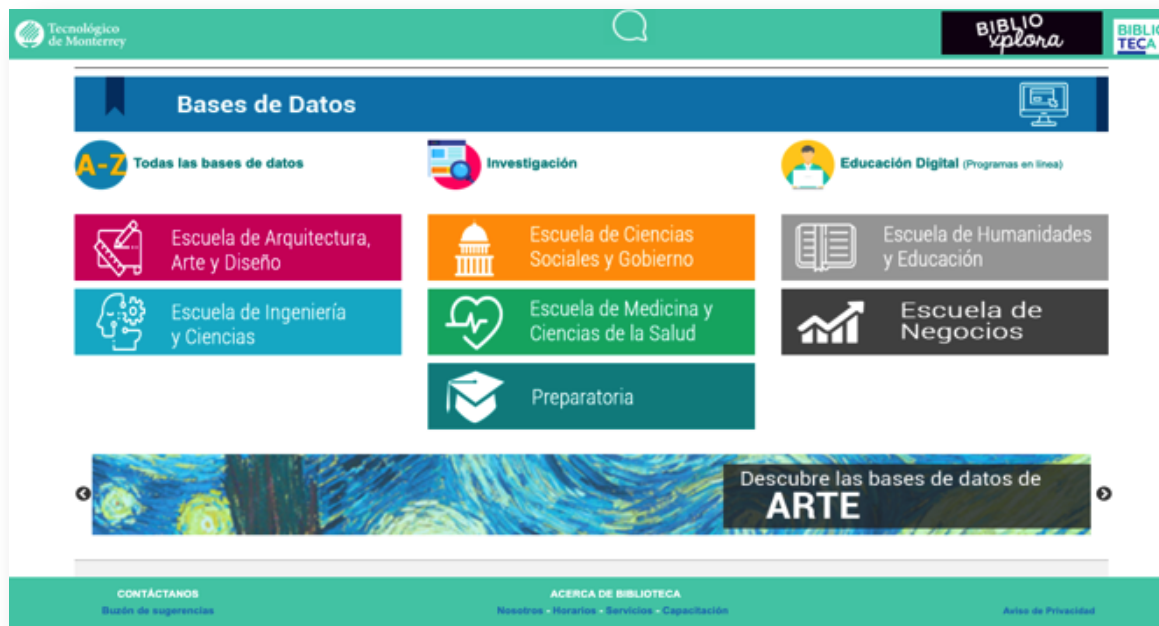 Tecnológico
de Monterrey
BIBLIO
xplora
BIBLIO
TECA
Bases de Datos
A-Z Todas las bases de datos
Investigación
Educación Digital (Programas en línea)
Escuela de Arquitectura,
Arte y Diseño
Escuela de Ciencias
Sociales y Gobierno
Escuela de Humanidades
y Educación
Escuela de Ingeniería
y Ciencias
Escuela de Medicina y
Ciencias de la Salud
Escuela de
Negocios
Preparatoria
Descubre las bases de datos de
ARTE
CONTÁCTANOS
Buzón de sugerencias
ACERCA DE BIBLIOTECA
Nosotros - Horarios - Servicios - Capacitación
Aviso de Privacidad